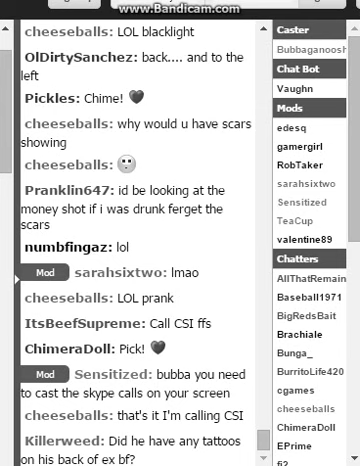 www.Bandicam.com
cheeseballs: LOL blacklight
OlDirtySanchez: back.... and to the
left
Pickles: Chime!
cheeseballs: why would u have scars
showing
cheeseballs:
Pranklin647: id be looking at the
money shot if i was drunk ferget the
scars
numbfingaz: lol
Mod sarahsixtwo: lmao
cheeseballs: LOL prank
ItsBeefSupreme: Call CSI ffs
ChimeraDoll: Pick!
Mod Sensitized: bubba you need
to cast the skype calls on your screen
cheeseballs: that's it I'm calling CSI
Killerweed: Did he have any tattoos
on his back of ex bf?
Caster
Bubbaganoosh
Chat Bot
Vaughn
Mods
edesq
gamergirl
RobTaker
sarahsixtwo
Sensitized
TeaCup
valentine89
Chatters
AllThatRemain
Baseball1971
BigRedsBait
Brachiale
Bunga_
BurritoLife420
cgames
cheeseballs
ChimeraDoll
EPrime